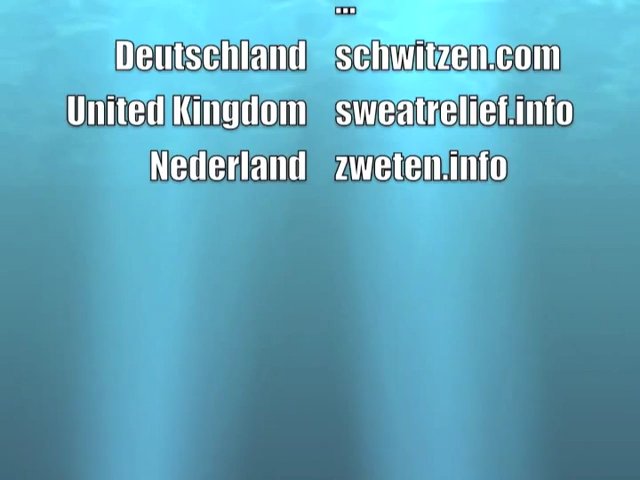 ...
Deutschland schwitzen.com
United Kingdom sweatrelief.info
Nederland zweten.info